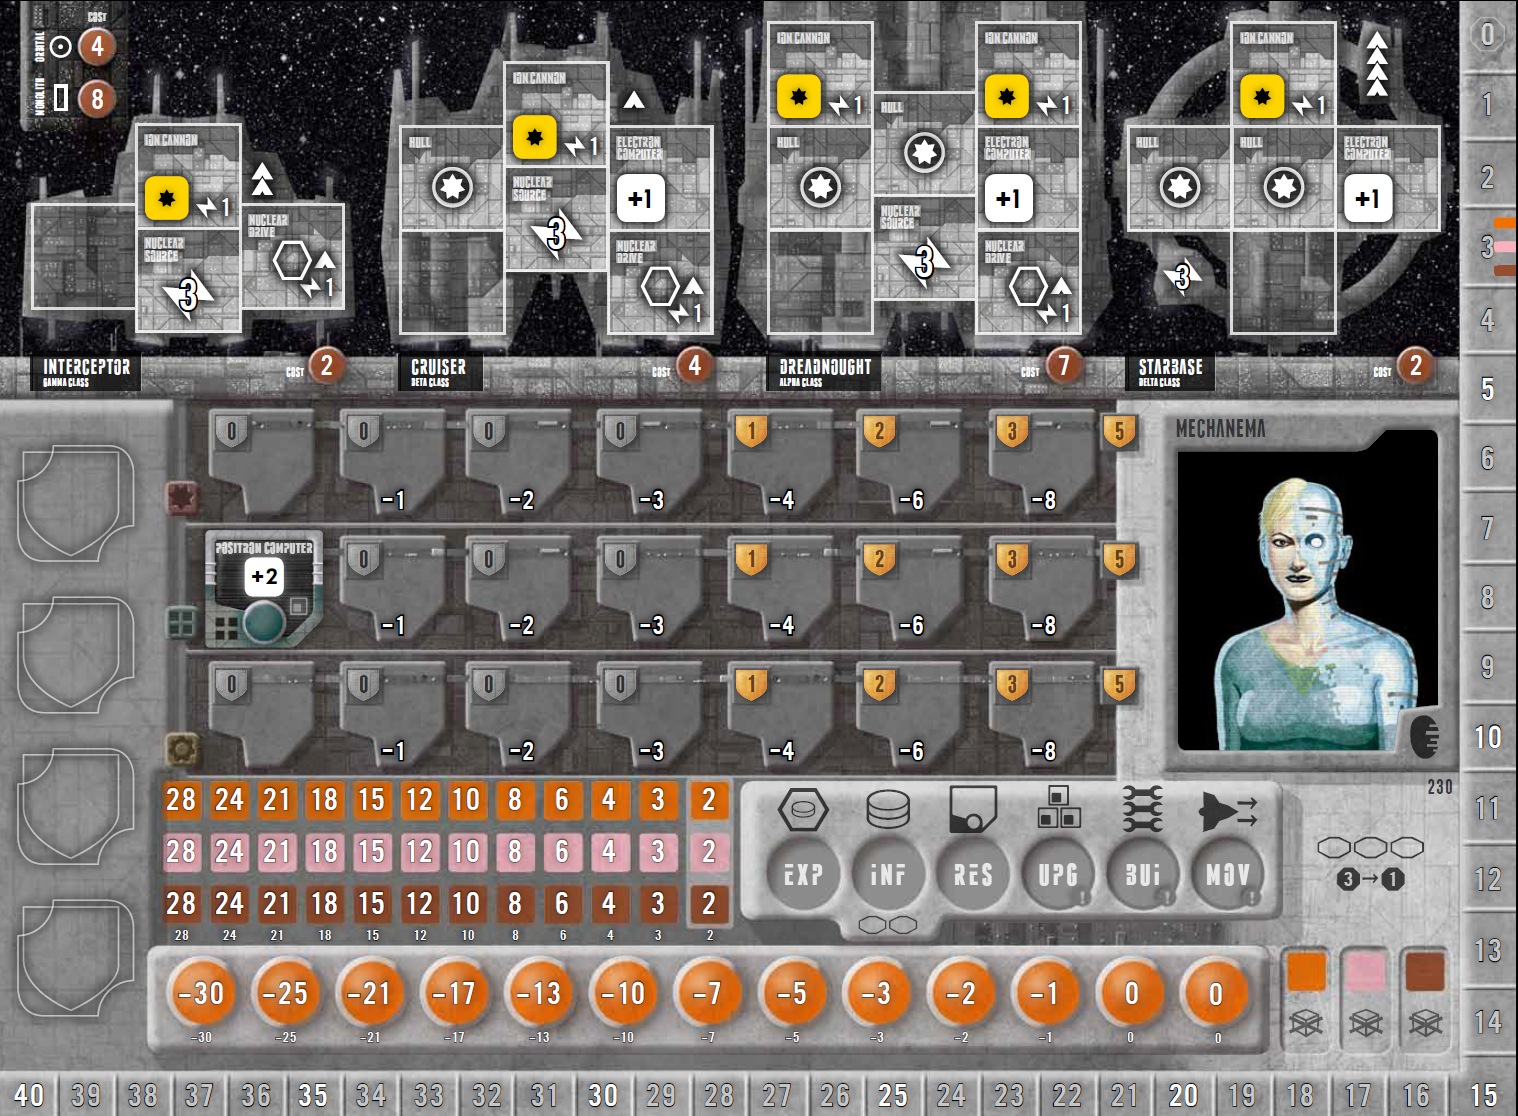 COST
ORBITAL 4
MONOLITH 8
ION CANNON
1
NUCLEAR SOURCE
3
NUCLEAR DRIVE
1
INTERCEPTOR
GAMMA CLASS
COST 2
ION CANNON
1
HULL
NUCLEAR SOURCE
3
ELECTRON COMPUTER
+1
NUCLEAR DRIVE
1
CRUISER
BETA CLASS
COST 4
ION CANNON
1
HULL
HULL
NUCLEAR SOURCE
3
ION CANNON
1
ELECTRON COMPUTER
+1
NUCLEAR DRIVE
1
DREADNOUGHT
ALPHA CLASS
COST 7
ION CANNON
1
HULL
HULL
ELECTRON COMPUTER
+1
3
STARBASE
DELTA CLASS
COST 2
0 0 0 0 1 2 3 5
-1 -2 -3 -4 -6 -8
POSITRON COMPUTER
+2
0 0 0 1 2 3 5
-1 -2 -3 -4 -6 -8
0 0 0 0 1 2 3 5
-1 -2 -3 -4 -6 -8
MECHANEMA
230
28 24 21 18 15 12 10 8 6 4 3 2
28 24 21 18 15 12 10 8 6 4 3 2
28 24 21 18 15 12 10 8 6 4 3 2
28 24 21 18 15 12 10 8 6 4 3 2
EXP INF RES UPG BUI MOV
! ! !
3→1
-30 -25 -21 -17 -13 -10 -7 -5 -3 -2 -1 0 0
-30 -25 -21 -17 -13 -10 -7 -5 -3 -2 -1 0 0
0
1
2
3
4
5
6
7
8
9
10
11
12
13
14
40 39 38 37 36 35 34 33 32 31 30 29 28 27 26 25 24 23 22 21 20 19 18 17 16 15